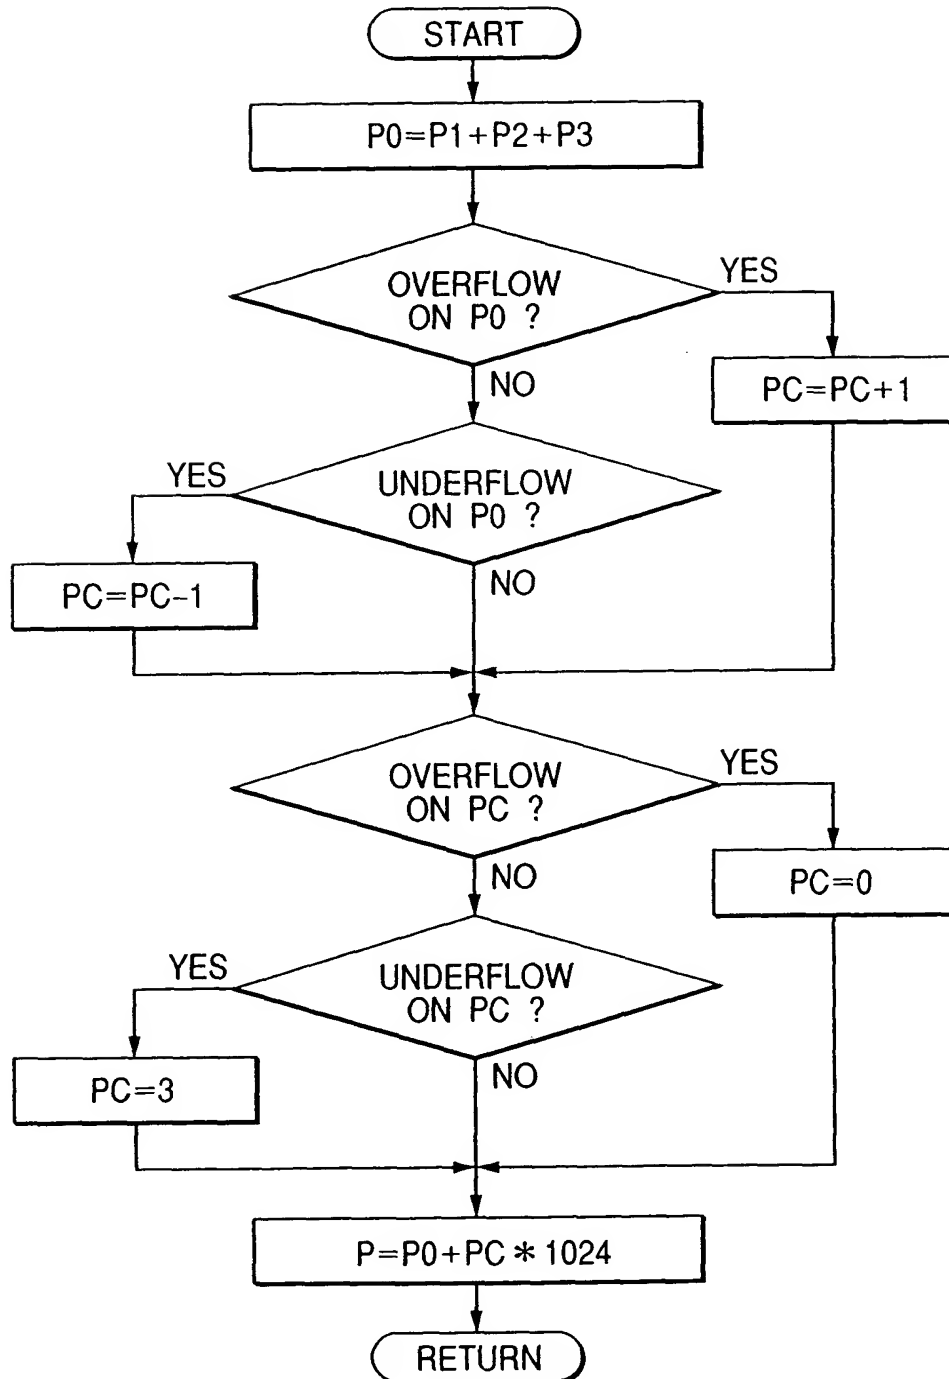 START
P0=P1+P2+P3
OVERFLOW
ON P0 ?
YES
NO
PC=PC+1
UNDERFLOW
ON P0 ?
YES
NO
PC=PC-1
OVERFLOW
ON PC ?
YES
NO
PC=0
UNDERFLOW
ON PC ?
YES
NO
PC=3
P=P0+PC*1024
RETURN